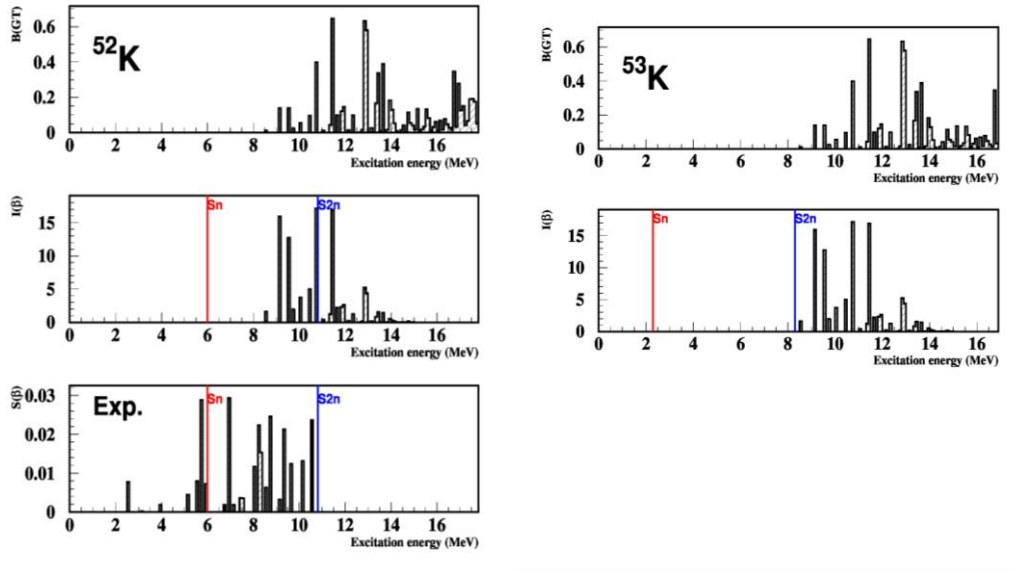 B(GT)
0.6
0.4
0.2
0
52K
0 2 4 6 8 10 12 14 16
Excitation energy (MeV)
I(β)
15
10
5
0
Sn
S2n
0 2 4 6 8 10 12 14 16
Excitation energy (MeV)
S(β)
0.03
0.02
0.01
0
Exp.
Sn
S2n
0 2 4 6 8 10 12 14 16
Excitation energy (MeV)
B(GT)
0.6
0.4
0.2
0
53K
0 2 4 6 8 10 12 14 16
Excitation energy (MeV)
I(β)
15
10
5
0
Sn
S2n
0 2 4 6 8 10 12 14 16
Excitation energy (MeV)